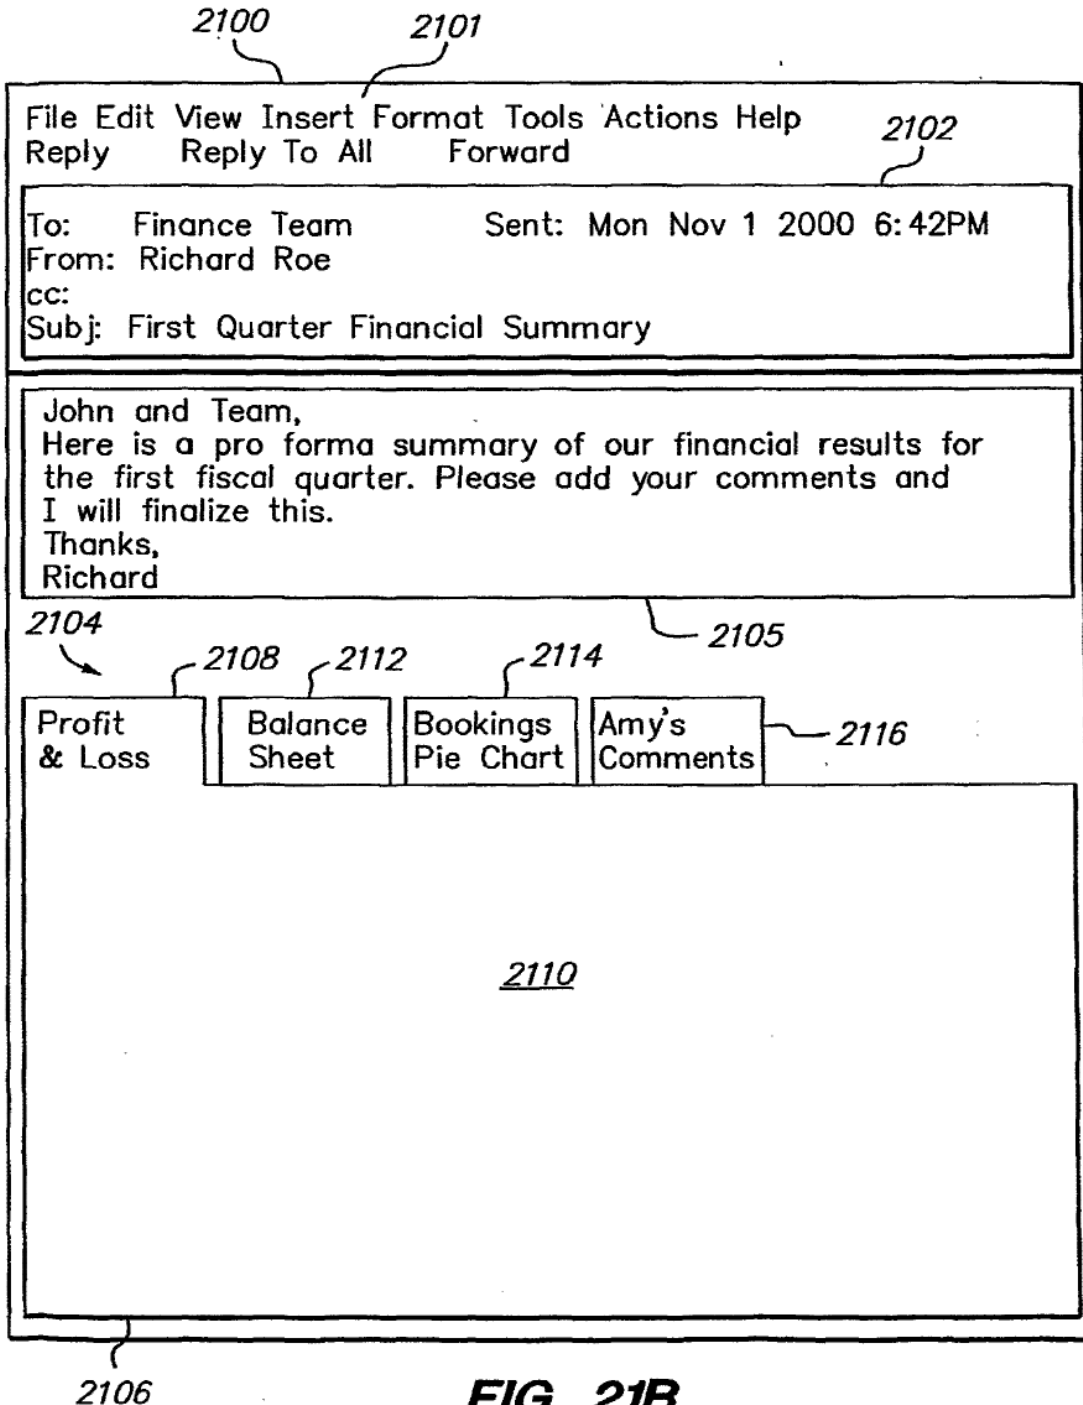 2100 2101
File Edit View Insert Format Tools Actions Help
2102
Reply Reply To All Forward
To: Finance Team Sent: Mon Nov 1 2000 6:42PM
From: Richard Roe
cc:
Subj: First Quarter Financial Summary
John and Team,
Here is a pro forma summary of our financial results for
the first fiscal quarter. Please add your comments and
I will finalize this.
Thanks,
Richard
2104
2105
2108 2112 2114
Profit Balance Bookings Amy's
2116
& Loss Sheet Pie Chart Comments
2110
2106
FIG. 21B